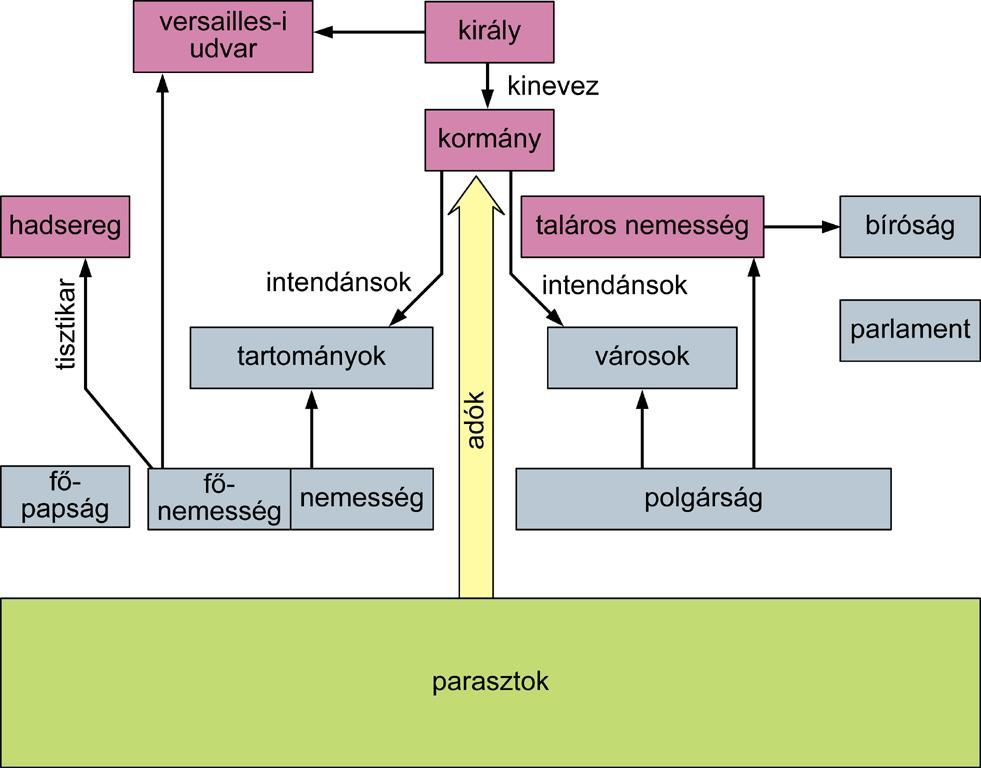 versailles-i
udvar
király
kinevez
kormány
hadsereg
taláros nemesség
bíróság
intendánsok
intendánsok
tisztikar
parlament
tartományok
városok
adók
fő-
papság
fő-
nemesség
nemesség
polgárság
parasztok